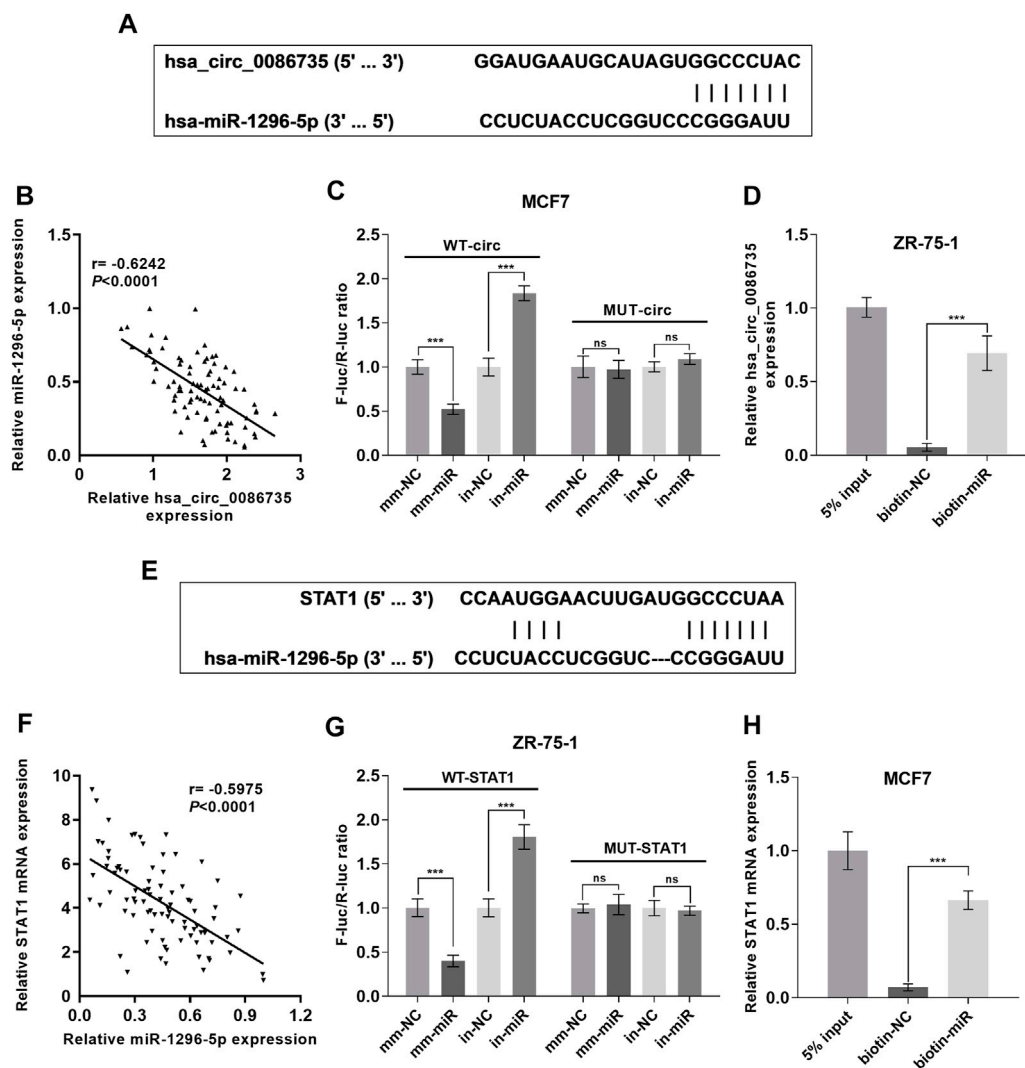 A
hsa_circ_0086735 (5' ... 3') GGAUGAAUGCAUAGUGGCCCUAC
hsa-miR-1296-5p (3' ... 5') CCUCUACCUCGGUCCCGGGAUU
B
Relative miR-1296-5p expression
1.5
1.0
0.5
0.0
r= -0.6242
P<0.0001
0 1 2 3
Relative hsa_circ_0086735
expression
C
MCF7
F-luc/R-luc ratio
2.5
2.0
1.5
1.0
0.5
0.0
WT-circ
***
***
MUT-circ
ns
ns
mm-NC
mm-miR
in-NC
in-miR
mm-NC
mm-miR
in-NC
in-miR
D
ZR-75-1
Relative hsa_circ_0086735
expression
1.5
1.0
0.5
0.0
***
5% input
biotin-NC
biotin-miR
E
STAT1 (5' ... 3') CCAAUGGAACUUGAUGGCCCUAA
hsa-miR-1296-5p (3' ... 5') CCUCUACCUCGGUC---CCGGGAUU
F
Relative STAT1 mRNA expression
10
8
6
4
2
0
r= -0.5975
P<0.0001
0.0 0.3 0.6 0.9 1.2
Relative miR-1296-5p expression
G
ZR-75-1
F-luc/R-luc ratio
2.5
2.0
1.5
1.0
0.5
0.0
WT-STAT1
***
***
MUT-STAT1
ns
ns
mm-NC
mm-miR
in-NC
in-miR
mm-NC
mm-miR
in-NC
in-miR
H
MCF7
Relative STAT1 mRNA expression
1.5
1.0
0.5
0.0
***
5% input
biotin-NC
biotin-miR